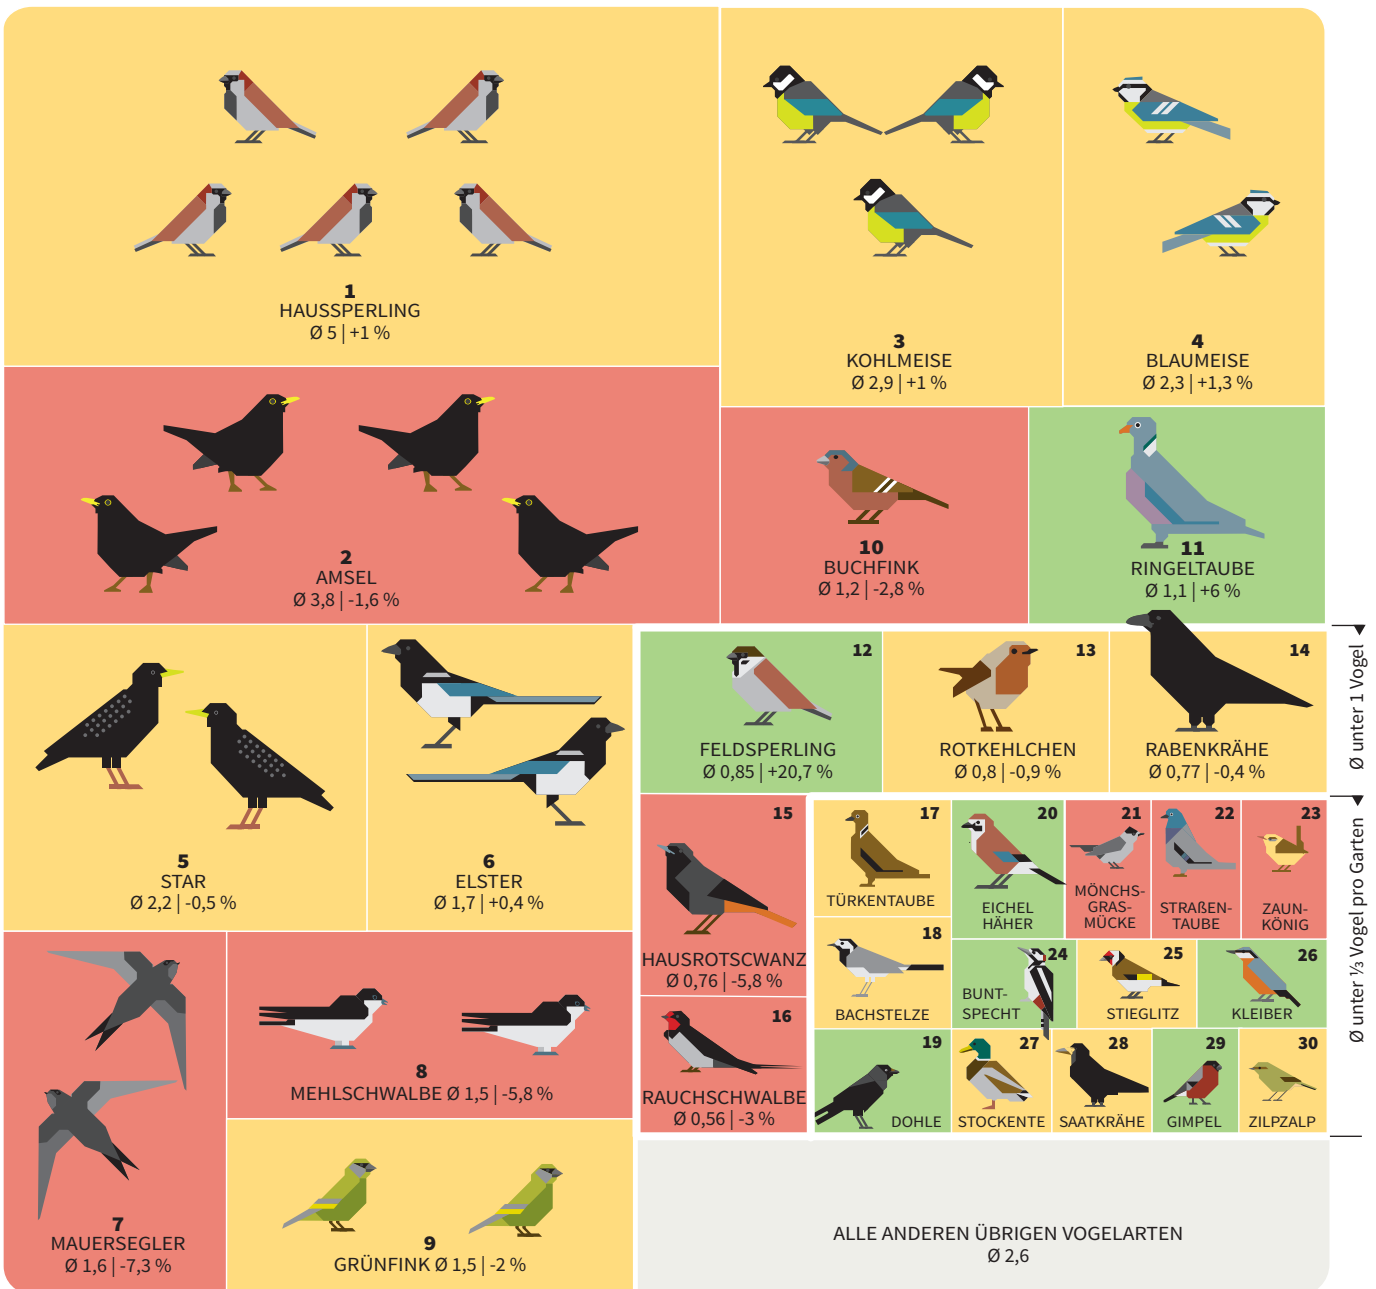 1
HAUSSPERLING
Ø 5 | +1 %
3
KOHLMEISE
Ø 2,9 | +1 %
4
BLAUMEISE
Ø 2,3 | +1,3 %
2
AMSEL
Ø 3,8 | -1,6 %
10
BUCHFINK
Ø 1,2 | -2,8 %
11
RINGELTAUBE
Ø 1,1 | +6 %
5
STAR
Ø 2,2 | -0,5 %
6
ELSTER
Ø 1,7 | +0,4 %
12
FELDSPERLING
Ø 0,85 | +20,7 %
13
ROTKEHLCHEN
Ø 0,8 | -0,9 %
14
RABENKRÄHE
Ø 0,77 | -0,4 %
Ø unter 1 Vogel
15
HAUSROTSCWANZ
Ø 0,76 | -5,8 %
16
RAUCHSCHWALBE
Ø 0,56 | -3 %
17
TÜRKENTAUBE
20
EICHEL
HÄHER
21
MÖNCHS-
GRAS-
MÜCKE
22
STRAßEN-
TAUBE
23
ZAUN-
KÖNIG
18
BACHSTELZE
24
BUNT-
SPECHT
25
STIEGLITZ
26
KLEIBER
19
DOHLE
27
STOCKENTE
28
SAATKRÄHE
29
GIMPEL
30
ZILPZALP
Ø unter ⅓ Vogel pro Garten
7
MAUERSEGLER
Ø 1,6 | -7,3 %
8
MEHLSCHWALBE Ø 1,5 | -5,8 %
9
GRÜNFINK Ø 1,5 | -2 %
ALLE ANDEREN ÜBRIGEN VOGELARTEN
Ø 2,6